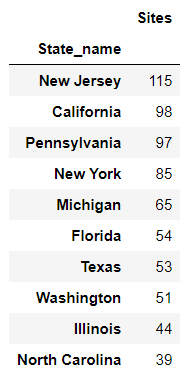 Sites
State_name
New Jersey 115
California 98
Pennsylvania 97
New York 85
Michigan 65
Florida 54
Texas 53
Washington 51
Illinois 44
North Carolina 39